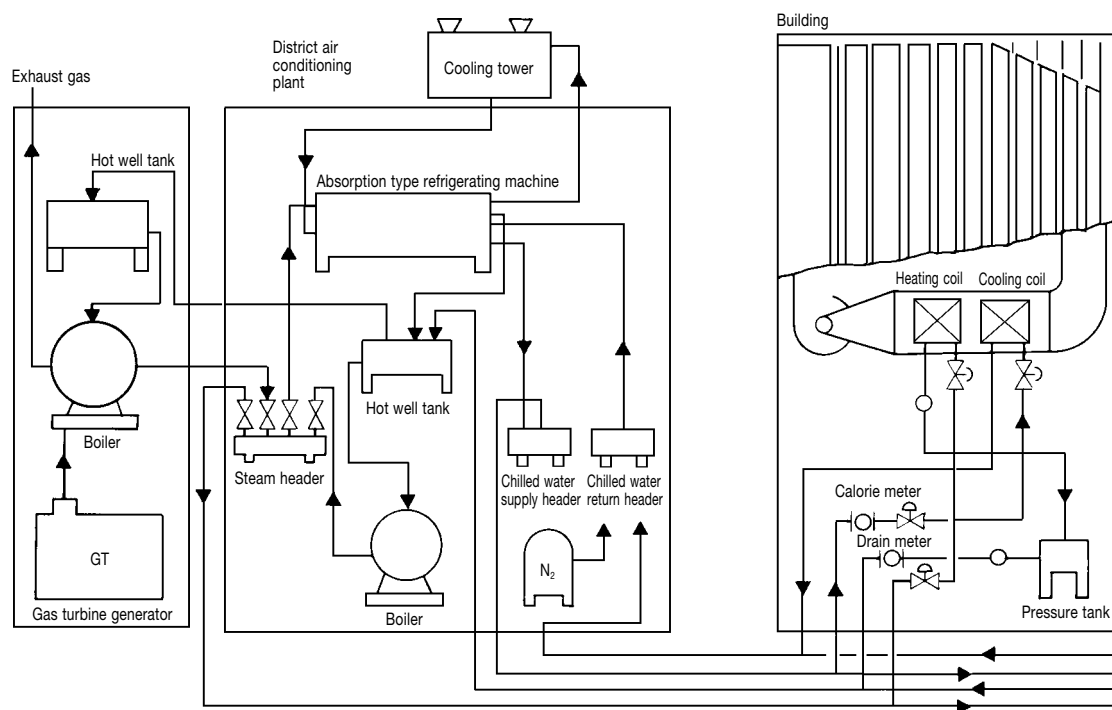 Exhaust gas
Hot well tank
Boiler
GT
Gas turbine generator
District air
conditioning
plant
Cooling tower
Absorption type refrigerating machine
Hot well tank
Steam header
Boiler
Chilled water
supply header
Chilled water
return header
N₂
Building
Heating coil
Cooling coil
Calorie meter
Drain meter
Pressure tank